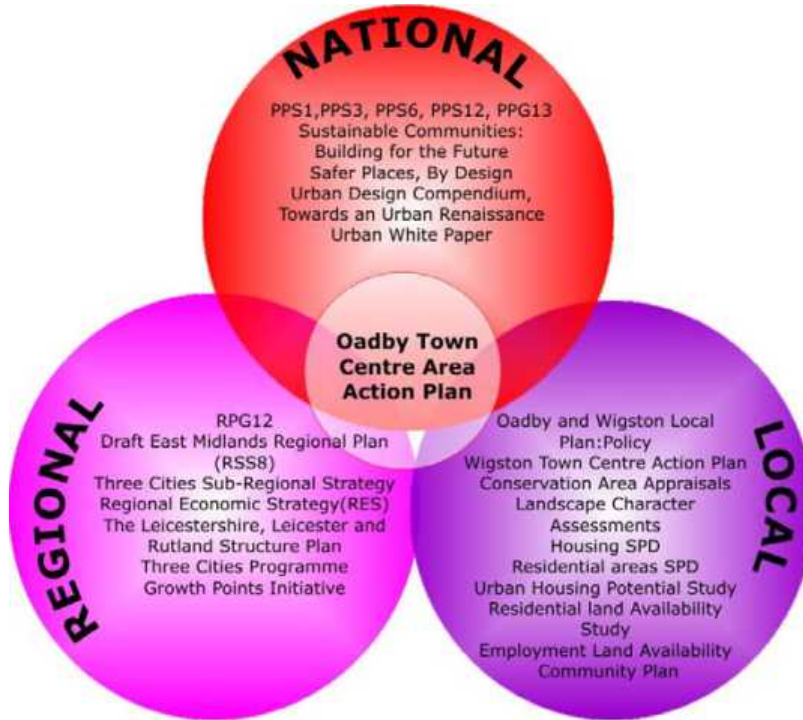 NATIONAL
PPS1,PPS3, PPS6, PPS12, PPG13
Sustainable Communities:
Building for the Future
Safer Places, By Design
Urban Design Compendium,
Towards an Urban Renaissance
Urban White Paper
Oadby Town
Centre Area
Action Plan
REGIONAL
RPG12
Draft East Midlands Regional Plan
(RSS8)
Three Cities Sub-Regional Strategy
Regional Economic Strategy(RES)
The Leicestershire, Leicester and
Rutland Structure Plan
Three Cities Programme
Growth Points Initiative
LOCAL
Oadby and Wigston Local
Plan:Policy
Wigston Town Centre Action Plan
Conservation Area Appraisals
Landscape Character
Assessments
Housing SPD
Residential areas SPD
Urban Housing Potential Study
Residential land Availability
Study
Employment Land Availability
Community Plan